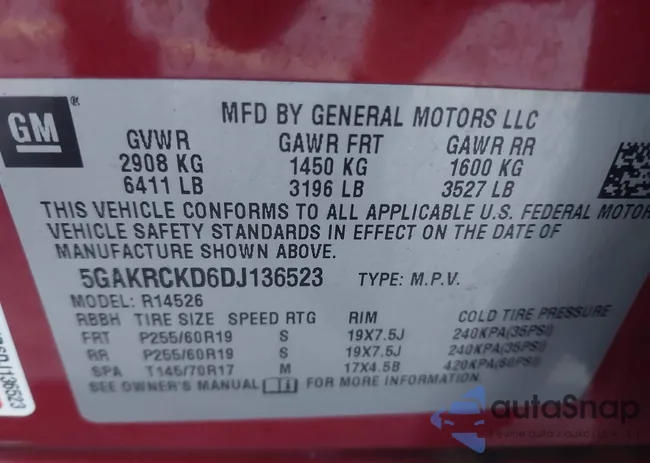 GM ®
MFD BY GENERAL MOTORS LLC
GVWR GAWR FRT GAWR RR
2908 KG 1450 KG 1600 KG
6411 LB 3196 LB 3527 LB
THIS VEHICLE CONFORMS TO ALL APPLICABLE U.S. FEDERAL MOTOR
VEHICLE SAFETY STANDARDS IN EFFECT ON THE DATE OF
MANUFACTURE SHOWN ABOVE.
5GAKRCKD6DJ136523 TYPE: M.P.V.
MODEL: R14526
RBBH TIRE SIZE SPEED RTG RIM COLD TIRE PRESSURE
FRT P255/60R19 S 19X7.5J 240KPA(35PSI)
RR P255/60R19 S 19X7.5J 240KPA(35PSI)
SPA T145/70R17 M 17X4.5B 420KPA(60PSI)
SEE OWNER'S MANUAL i FOR MORE INFORMATION.
J136523
autoSnap